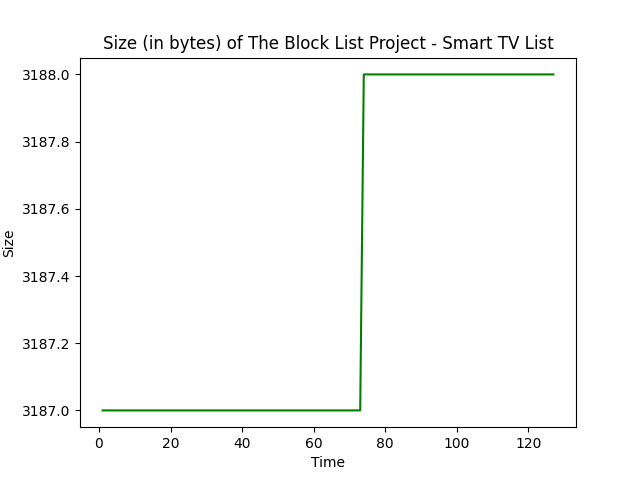 Size (in bytes) of The Block List Project - Smart TV List
3188.0
3187.8
3187.6
3187.4
3187.2
3187.0
Size
0 20 40 60 80 100 120
Time